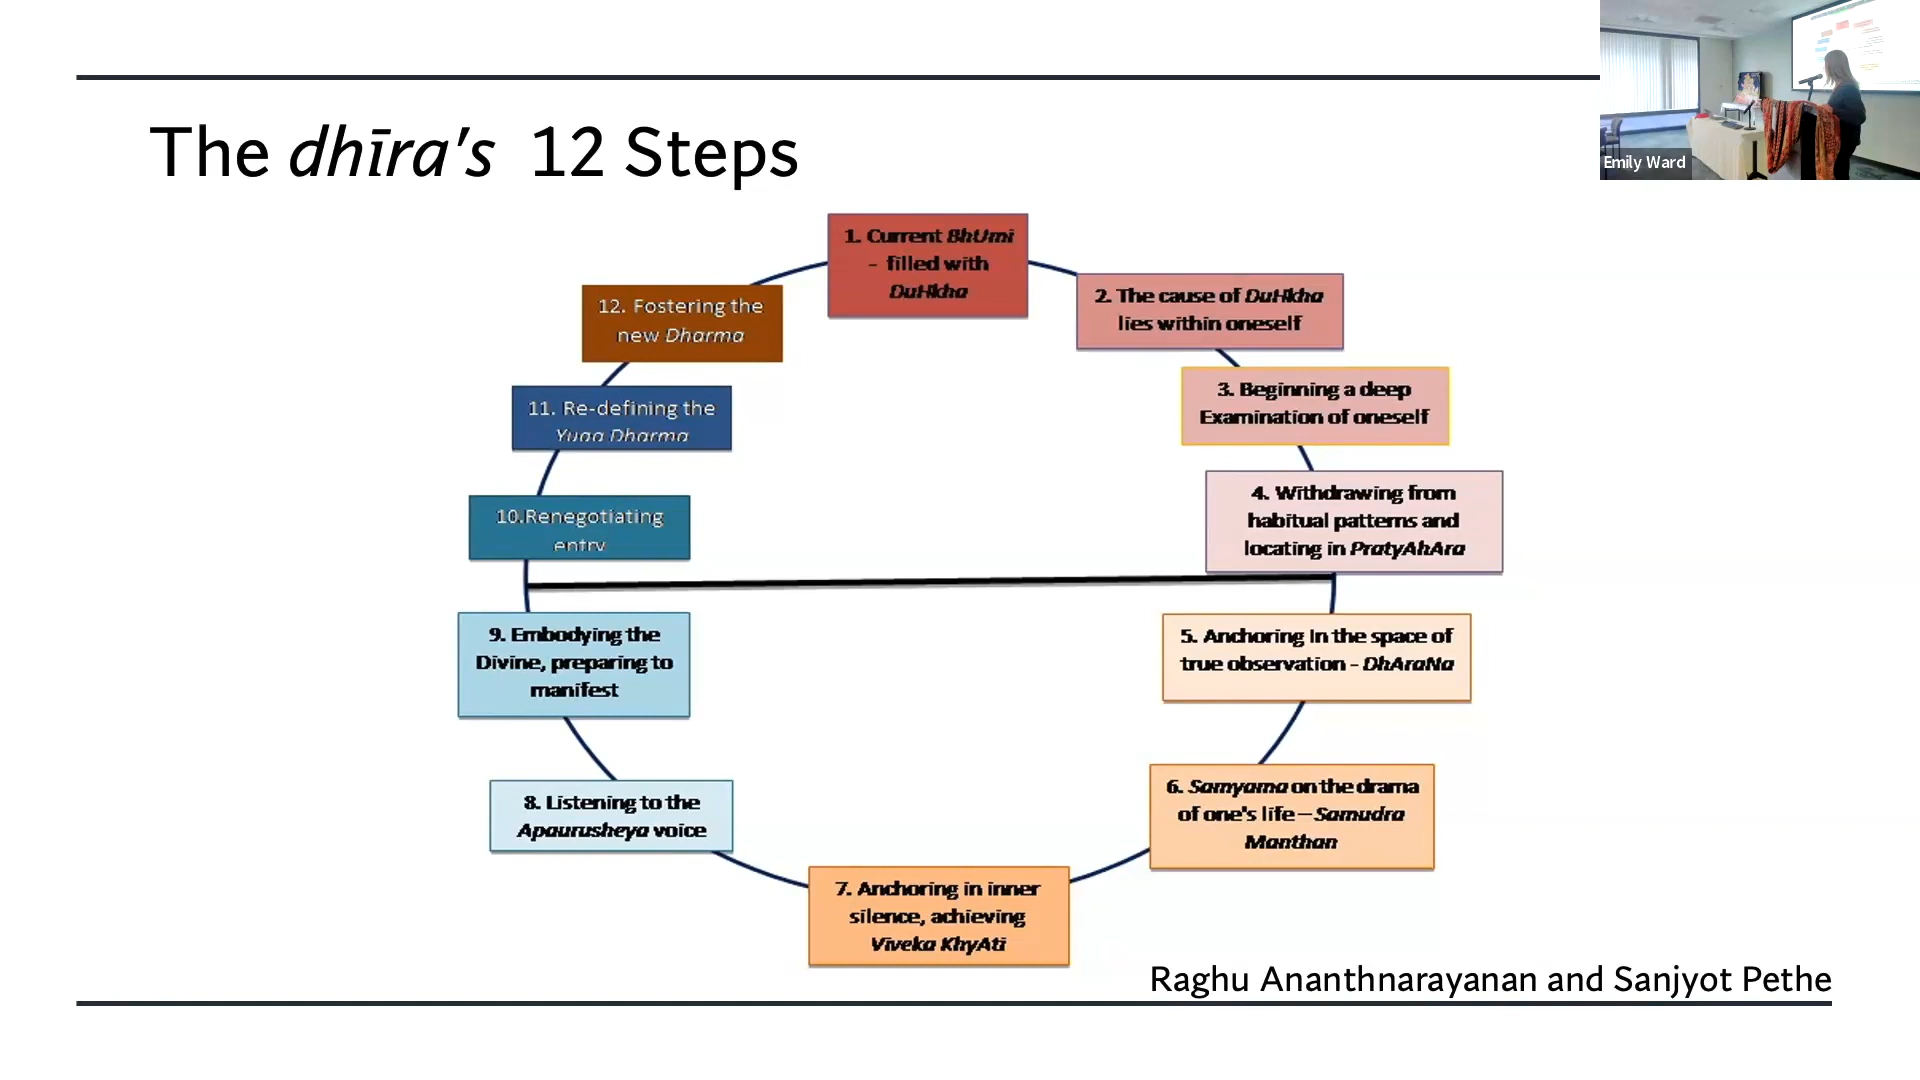 The dhīra's 12 Steps
Emily Ward
1. Current BhUmi
- filled with
DuHkha
2. The cause of DuHkha
lies within oneself
3. Beginning a deep
Examination of oneself
4. Withdrawing from
habitual patterns and
locating in PratyAhAra
5. Anchoring In the space of
true observation - DhAraNa
6. Samyama on the drama
of one's life – Samudra
Manthan
7. Anchoring in inner
silence, achieving
Viveka KhyAti
8. Listening to the
Apaurusheya voice
9. Embodying the
Divine, preparing to
manifest
10.Renegotiating
entry
11. Re-defining the
Yuga Dharma
12. Fostering the
new Dharma
Raghu Ananthnarayanan and Sanjyot Pethe